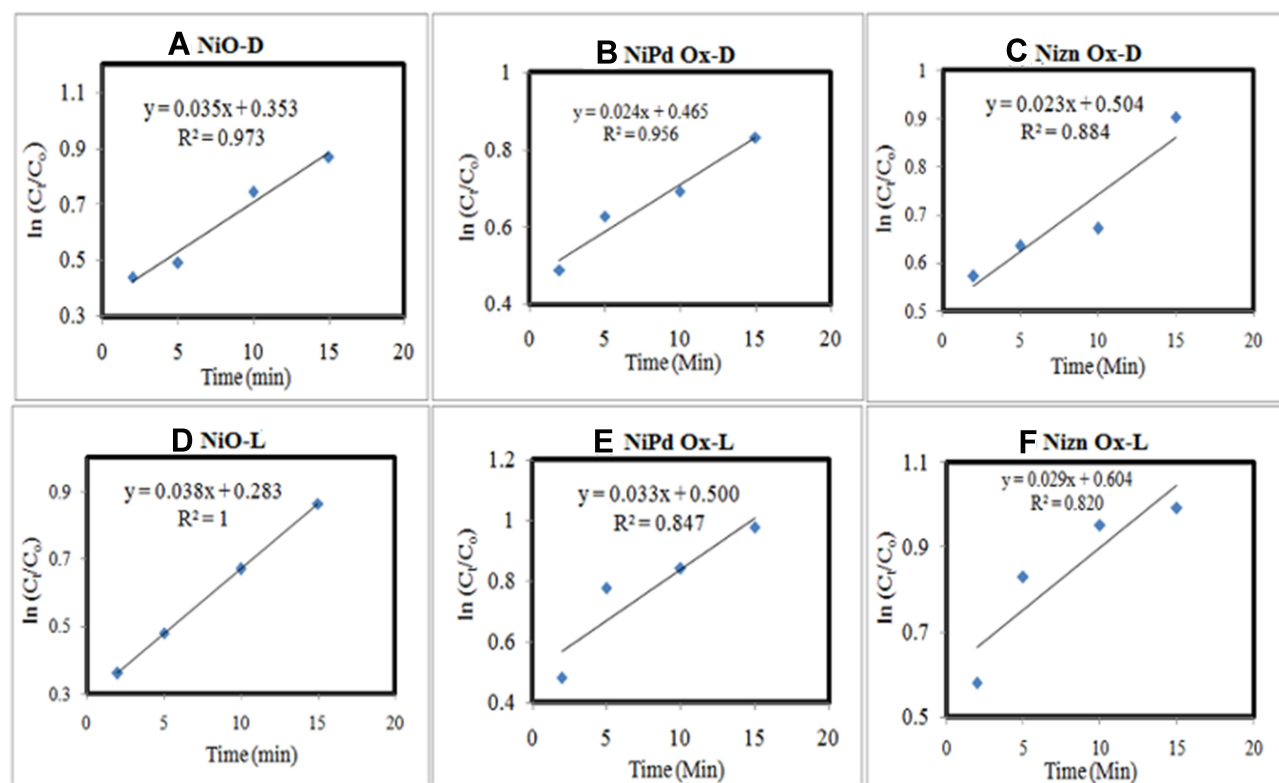 A NiO-D
y = 0.035x + 0.353
R² = 0.973
ln (Cₜ/Cₒ)
1.1
0.9
0.7
0.5
0.3
0 5 10 15 20
Time (min)
B NiPd Ox-D
y = 0.024x + 0.465
R² = 0.956
ln (Cₜ/Cₒ)
1
0.8
0.6
0.4
0 5 10 15 20
Time (Min)
C Nizn Ox-D
y = 0.023x + 0.504
R² = 0.884
ln (Cₜ/Cₒ)
1
0.9
0.8
0.7
0.6
0.5
0 5 10 15 20
Time (Min)
D NiO-L
y = 0.038x + 0.283
R² = 1
ln (Cₜ/Cₒ)
0.9
0.7
0.5
0.3
0 5 10 15 20
Time (min)
E NiPd Ox-L
y = 0.033x + 0.500
R² = 0.847
ln (Cₜ/Cₒ)
1.2
1
0.8
0.6
0.4
0 5 10 15 20
Time (Min)
F Nizn Ox-L
y = 0.029x + 0.604
R² = 0.820
ln (Cₜ/Cₒ)
1.1
0.9
0.7
0.5
0 5 10 15 20
Time (Min)